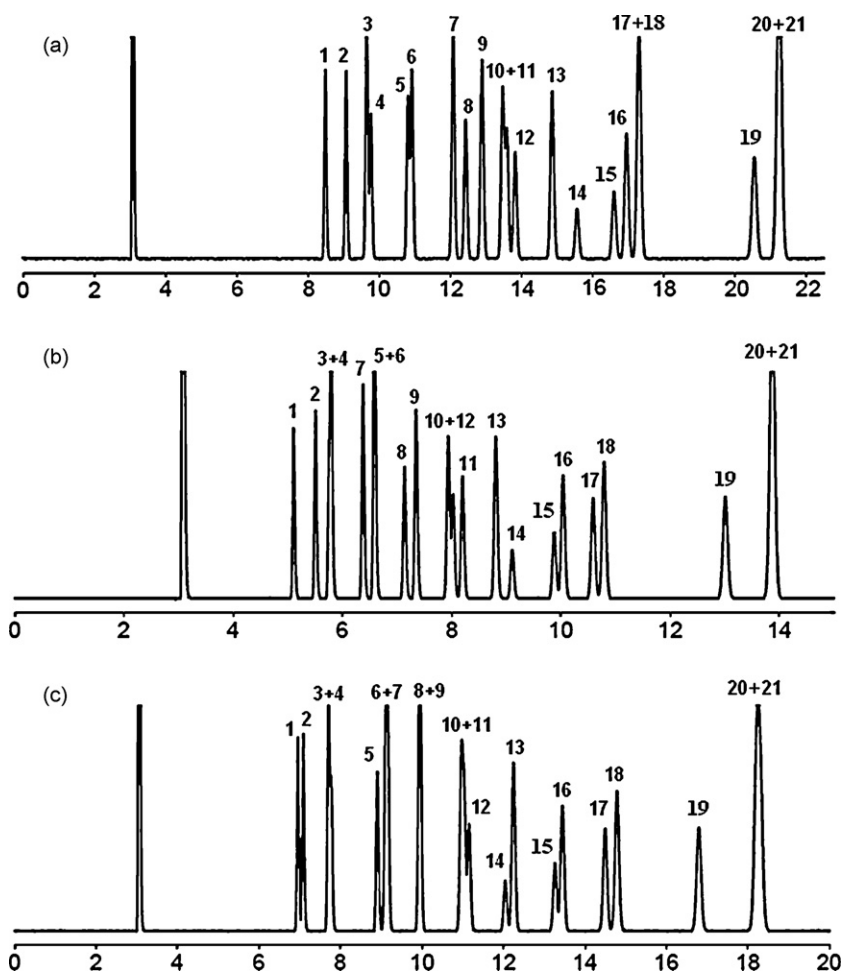 (a)
1 2 3 4 5 6 7 8 9 10+11 12 13 14 15 16 17+18 19 20+21
0 2 4 6 8 10 12 14 16 18 20 22
(b)
1 2 3+4 7 5+6 8 9 10+12 11 13 14 15 16 17 18 19 20+21
0 2 4 6 8 10 12 14
(c)
1 2 3+4 5 6+7 8+9 10+11 12 14 13 15 16 17 18 19 20+21
0 2 4 6 8 10 12 14 16 18 20